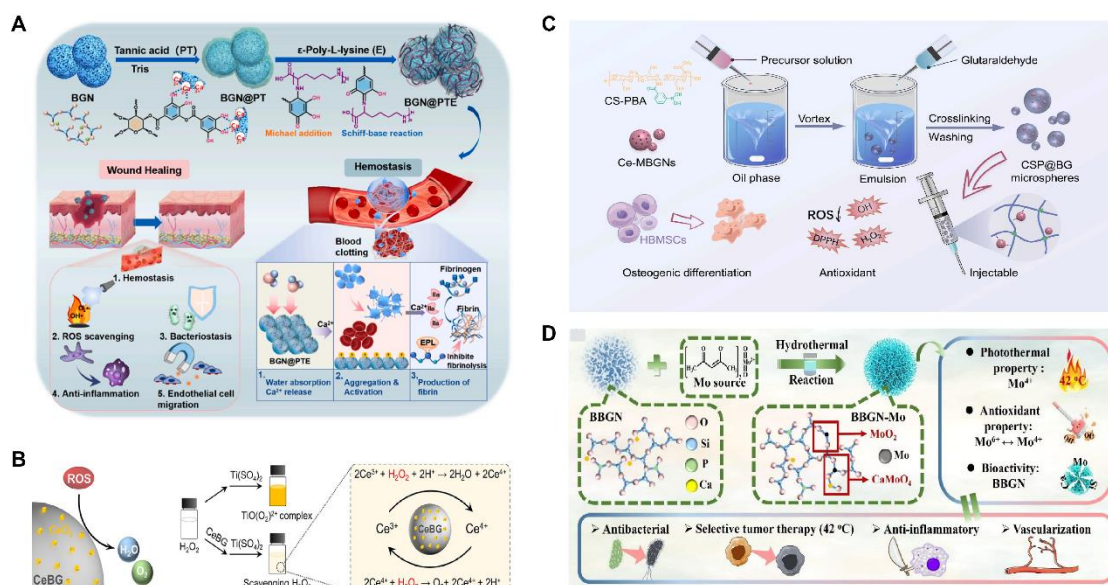 A
Tannic acid (PT)
Tris
ε-Poly-L-lysine (E)
BGN
BGN@PT
BGN@PTE
Michael addition
Schiff-base reaction
Wound Healing
Hemostasis
Blood
clotting
1. Hemostasis
2. ROS scavenging
3. Bacteriostasis
4. Anti-inflammation
5. Endothelial cell
migration
BGN@PTE
Ca²⁺
Ca²⁺
Fibrinogen
Fibrin
EPL
Inhibite
fibrinolysis
1. Water absorption
Ca²⁺ release
2. Aggregation &
Activation
3. Production of
fibrin
B
ROS
CeO₂
CeBG
H₂O
O₂
H₂O₂
Ti(SO₄)₂
TiO(O₂)²⁺ complex
CeBG
Ti(SO₄)₂
Scavenging H₂O₂
2Ce³⁺ + H₂O₂ + 2H⁺ → 2H₂O + 2Ce⁴⁺
Ce³⁺
CeBG
Ce⁴⁺
2Ce⁴⁺ + H₂O₂ → O₂ + 2Ce⁴⁺ + 2H⁺
C
CS-PBA
Ce-MBGNs
Precursor solution
Oil phase
Vortex
Glutaraldehyde
Emulsion
Crosslinking
Washing
CSP@BG
microspheres
HBMSCs
Osteogenic differentiation
ROS
OH
DPPH
H₂O₂
Antioxidant
Injectable
D
BBGN
Mo source
Hydrothermal
Reaction
BBGN-Mo
O
Si
P
Ca
MoO₂
Mo
CaMoO₄
Photothermal
property :
Mo⁴⁺
42 ℃
Antioxidant
property:
Mo⁶⁺ ↔ Mo⁴⁺
Bioactivity:
BBGN
Mo
Antibacterial
Selective tumor therapy (42 ℃)
Anti-inflammatory
Vascularization